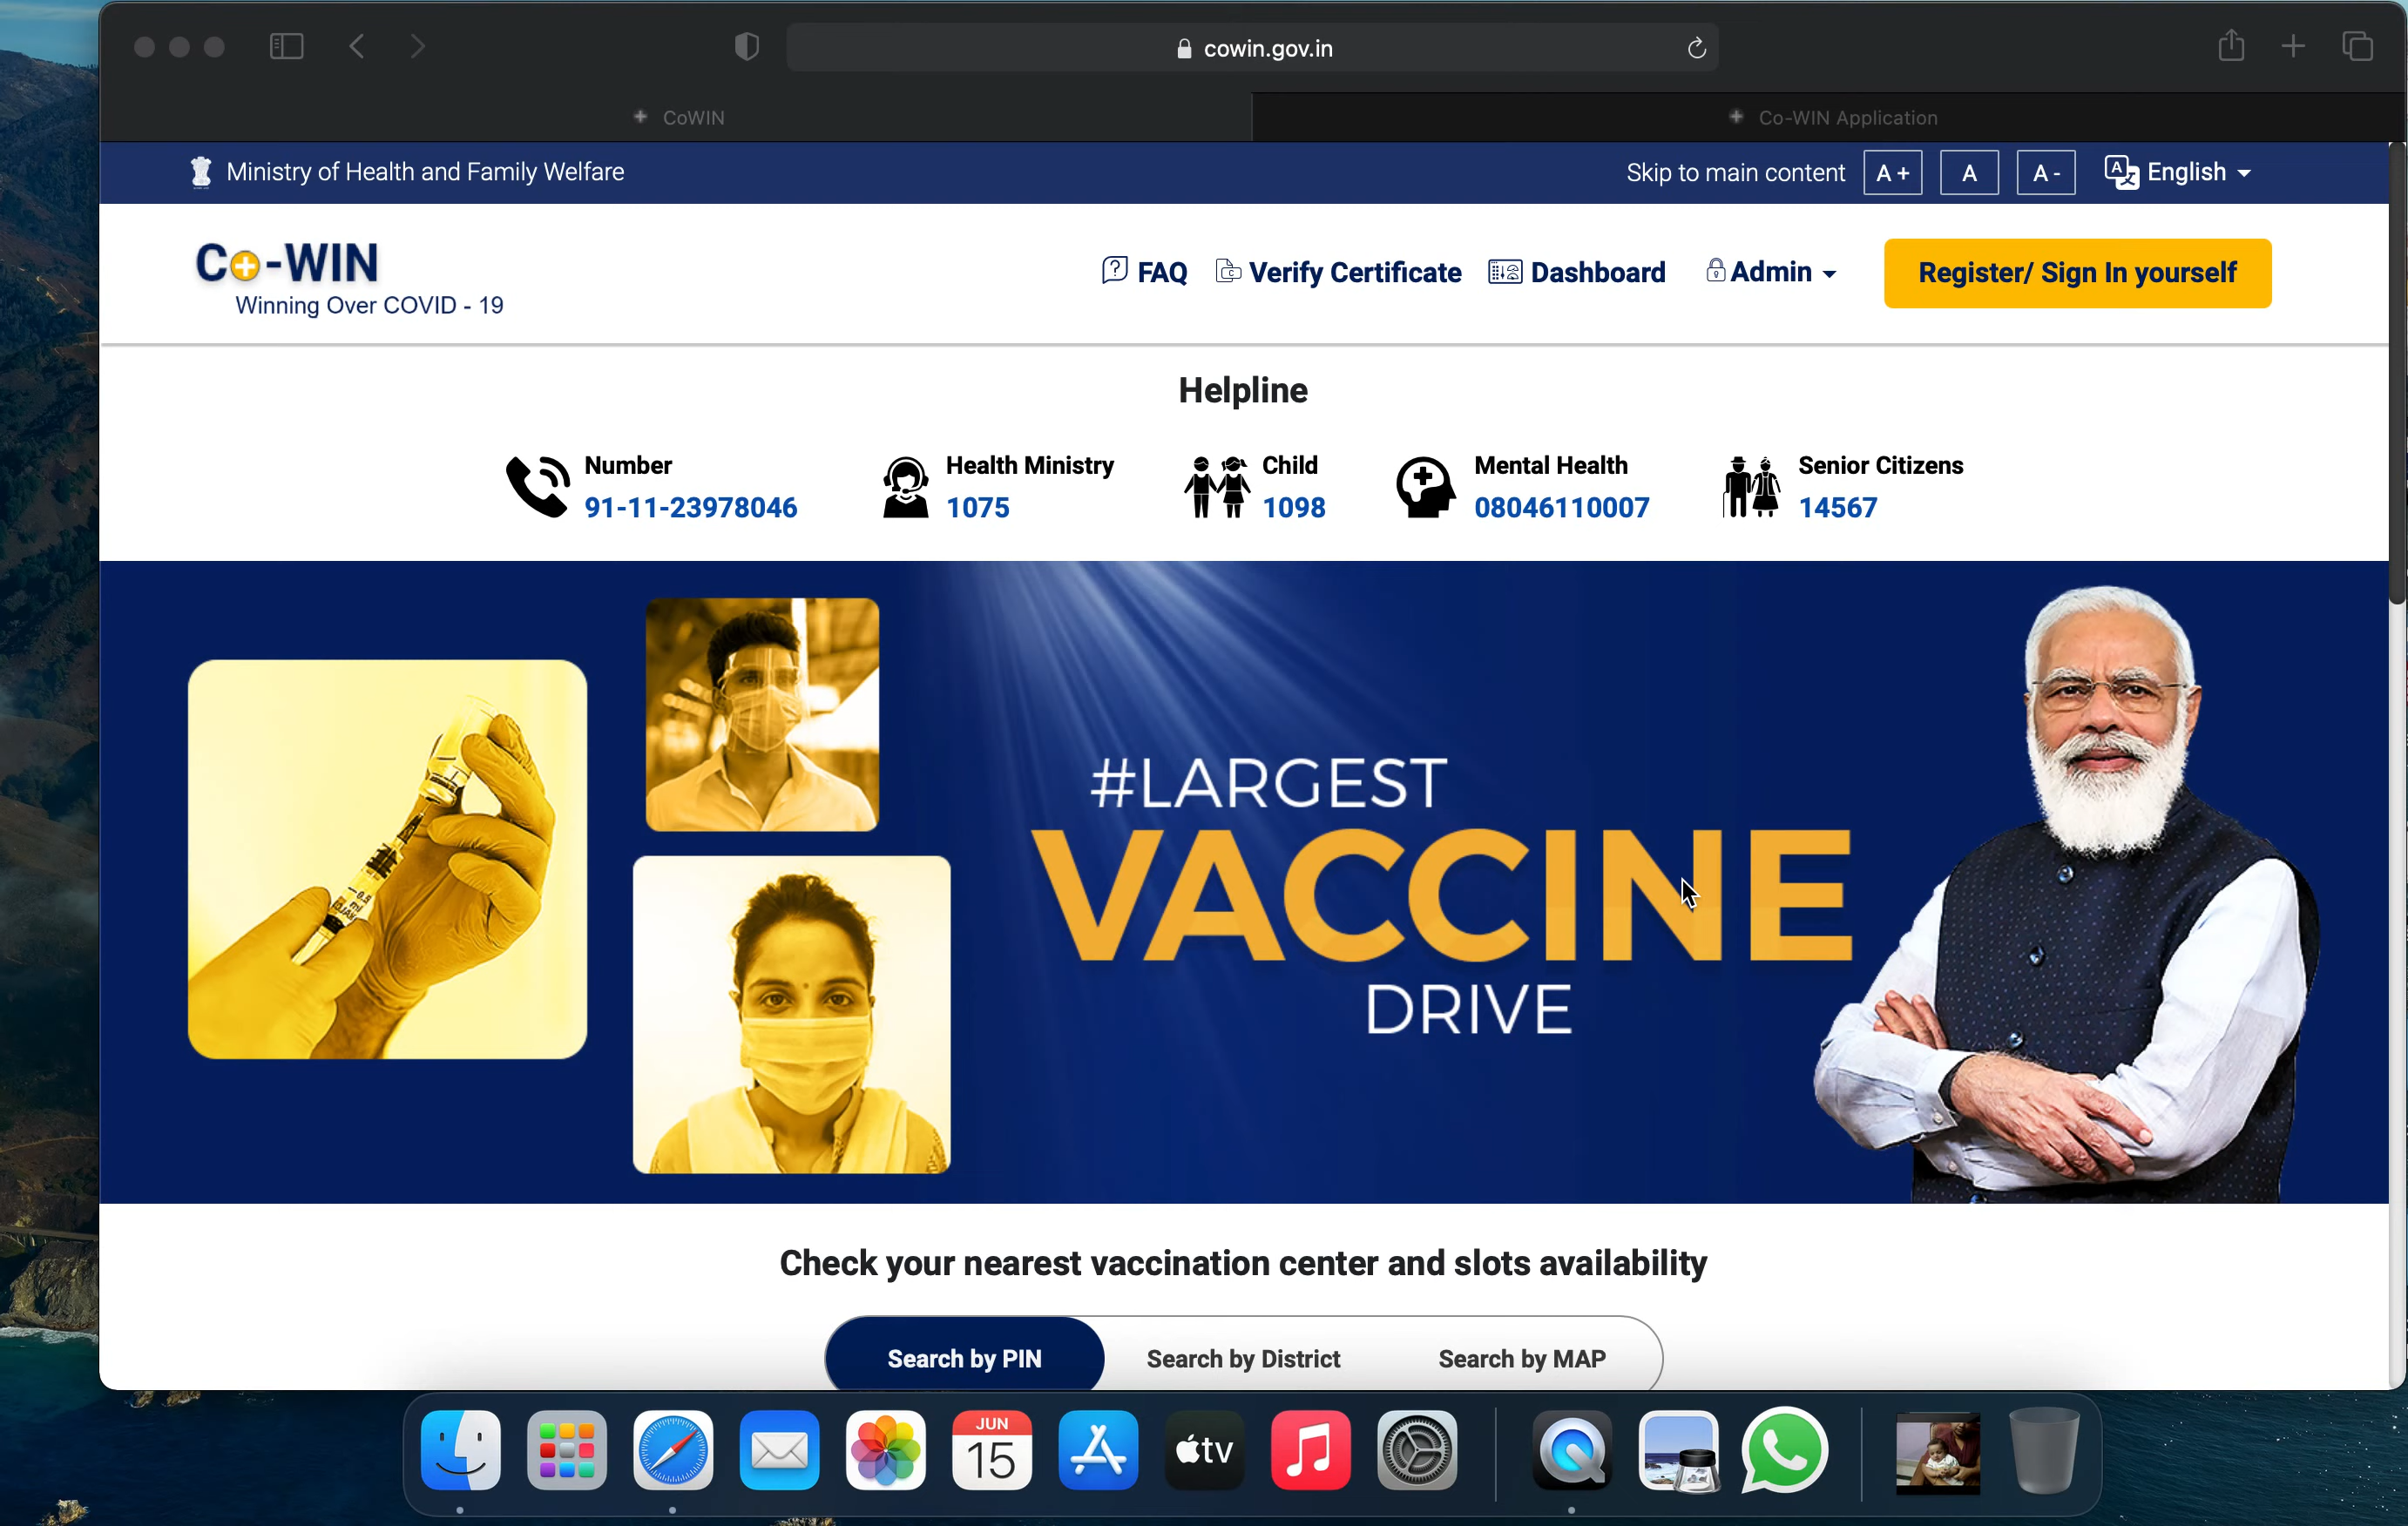 cowin.gov.in
CoWIN
Co-WIN Application
Ministry of Health and Family Welfare
Skip to main content A + A A - English
Co-WIN
Winning Over COVID - 19
FAQ Verify Certificate Dashboard Admin Register/ Sign In yourself
Helpline
Number
91-11-23978046
Health Ministry
1075
Child
1098
Mental Health
08046110007
Senior Citizens
14567
#LARGEST
VACCINE
DRIVE
Check your nearest vaccination center and slots availability
Search by PIN Search by District Search by MAP
JUN
15
tv